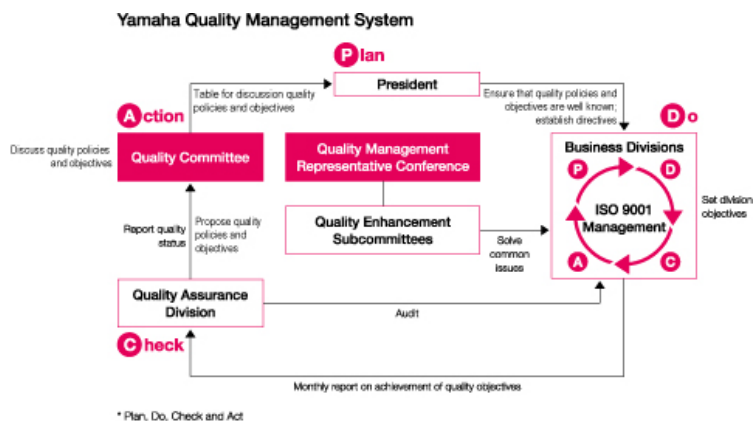 Yamaha Quality Management System
Plan
President
Table for discussion quality
policies and objectives
Ensure that quality policies and
objectives are well known;
establish directives
Action
Do
Discuss quality policies
and objectives
Quality Committee
Quality Management
Representative Conference
Business Divisions
P
D
ISO 9001
Management
A
C
Set division
objectives
Report quality
status
Propose quality
policies and
objectives
Quality Enhancement
Subcommittees
Solve
common
issues
Quality Assurance
Division
Audit
Check
Monthly report on achievement of quality objectives
* Plan, Do, Check and Act